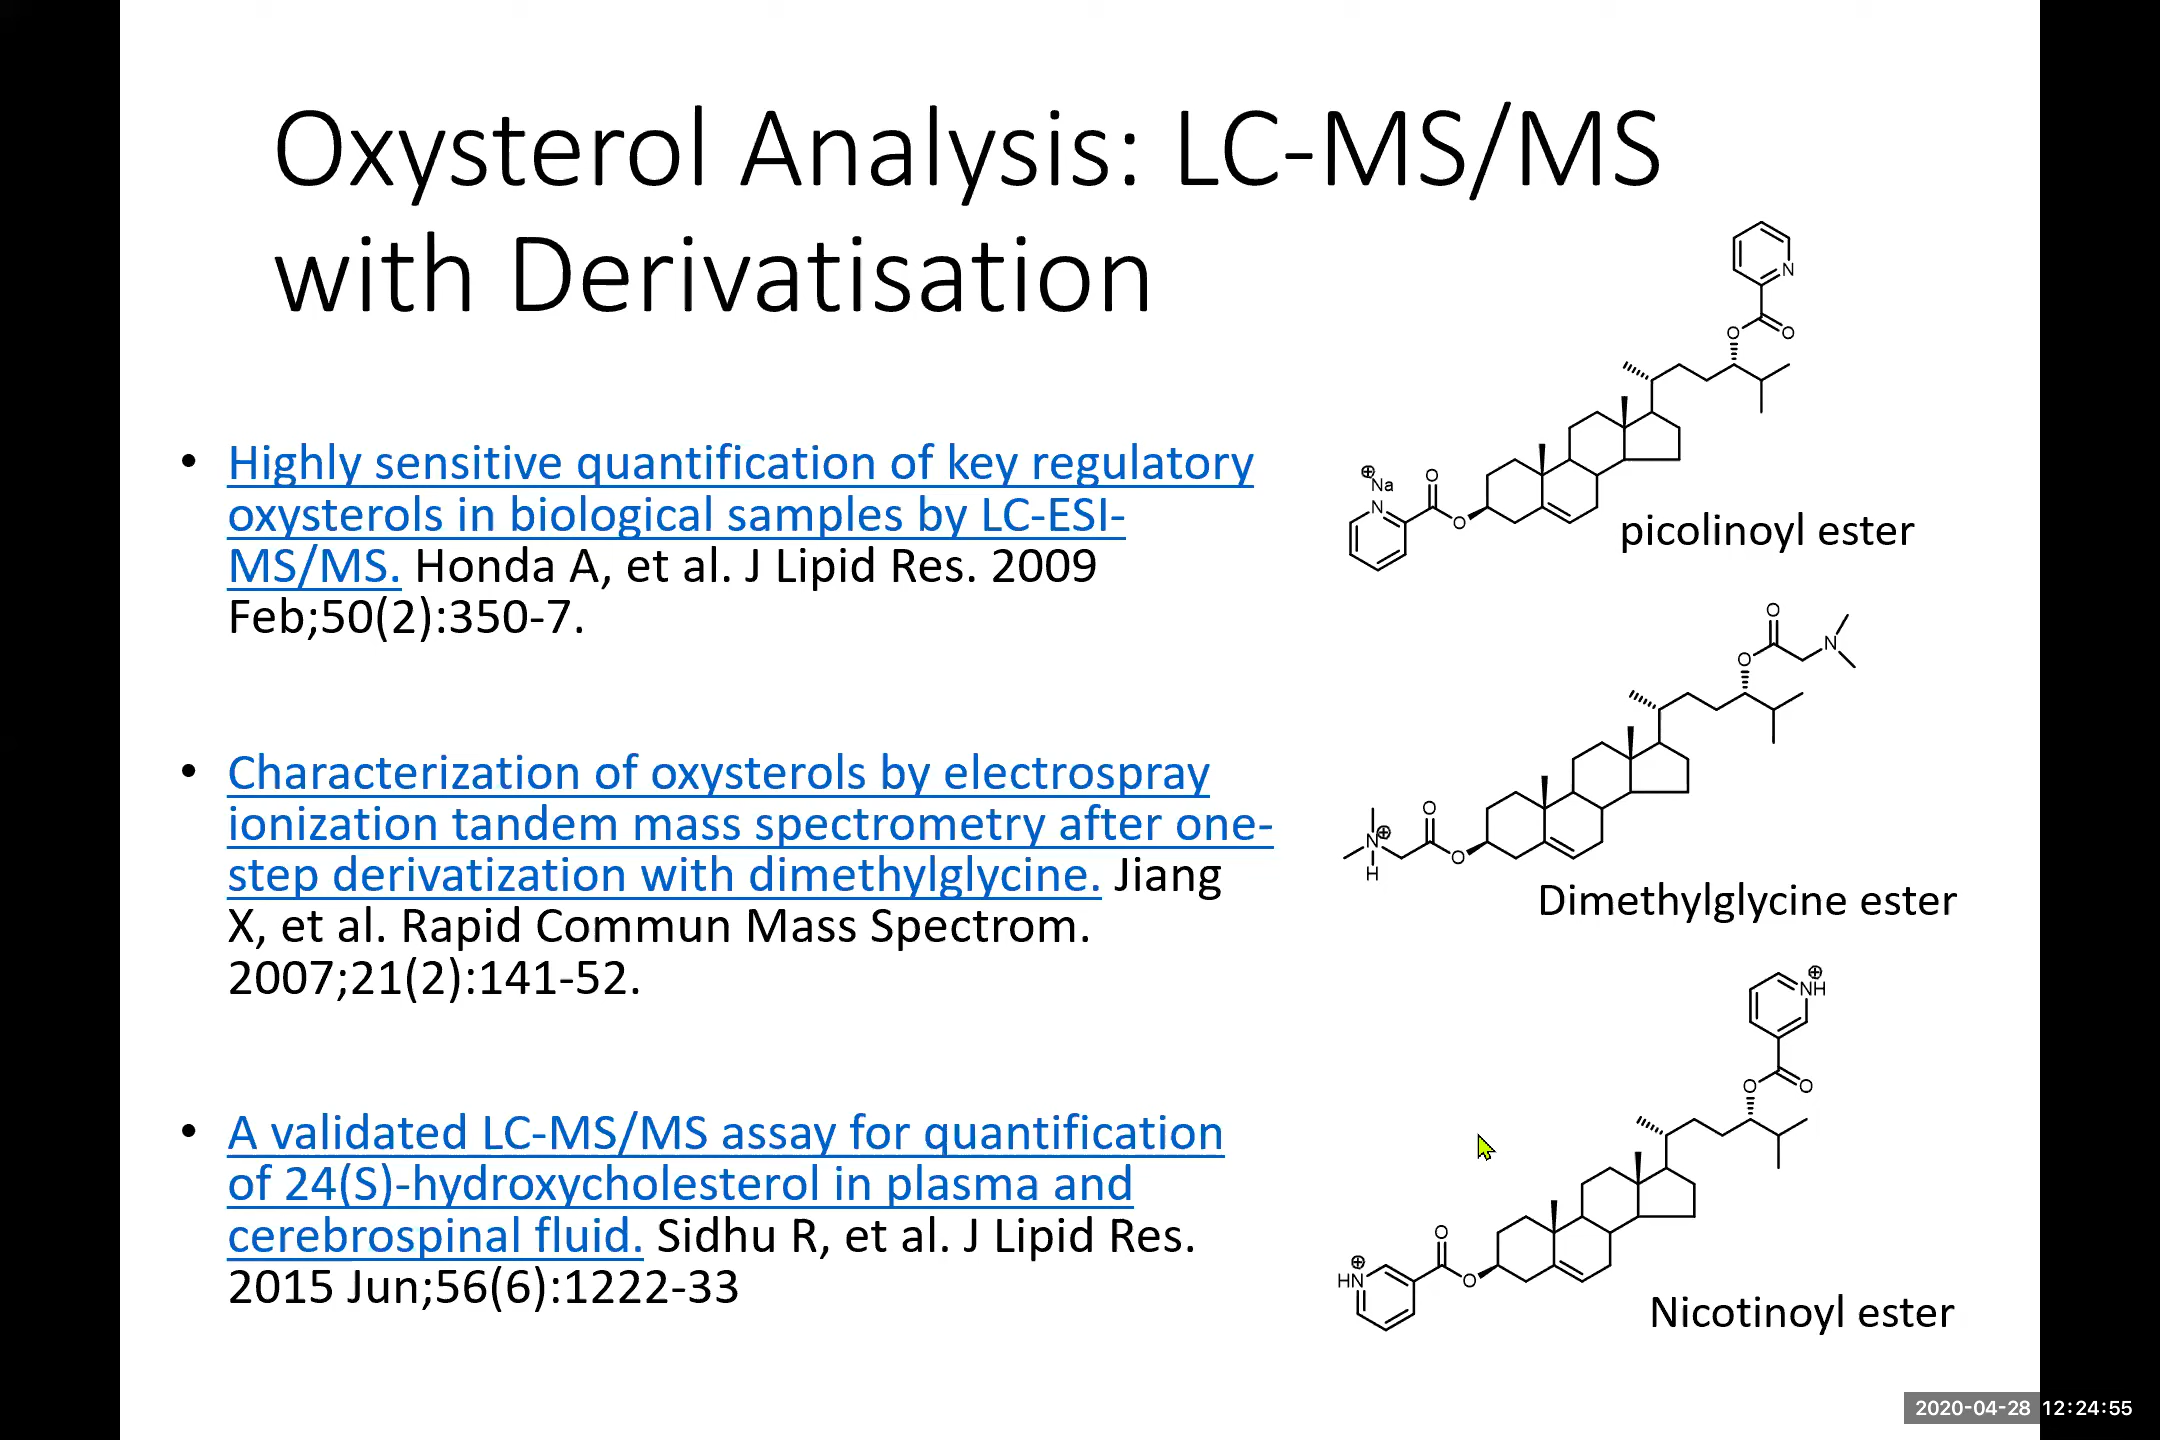 Oxysterol Analysis: LC-MS/MS
with Derivatisation
• Highly sensitive quantification of key regulatory
oxysterols in biological samples by LC-ESI-
MS/MS. Honda A, et al. J Lipid Res. 2009
Feb;50(2):350-7.
N
O
O
⊕
Na
N
O
O
picolinoyl ester
• Characterization of oxysterols by electrospray
ionization tandem mass spectrometry after one-
step derivatization with dimethylglycine. Jiang
X, et al. Rapid Commun Mass Spectrom.
2007;21(2):141-52.
O
N
O
O
⊕
N
H
O
Dimethylglycine ester
• A validated LC-MS/MS assay for quantification
of 24(S)-hydroxycholesterol in plasma and
cerebrospinal fluid. Sidhu R, et al. J Lipid Res.
2015 Jun;56(6):1222-33
⊕
NH
O
O
O
⊕
HN
O
Nicotinoyl ester
2020-04-28 12:24:55